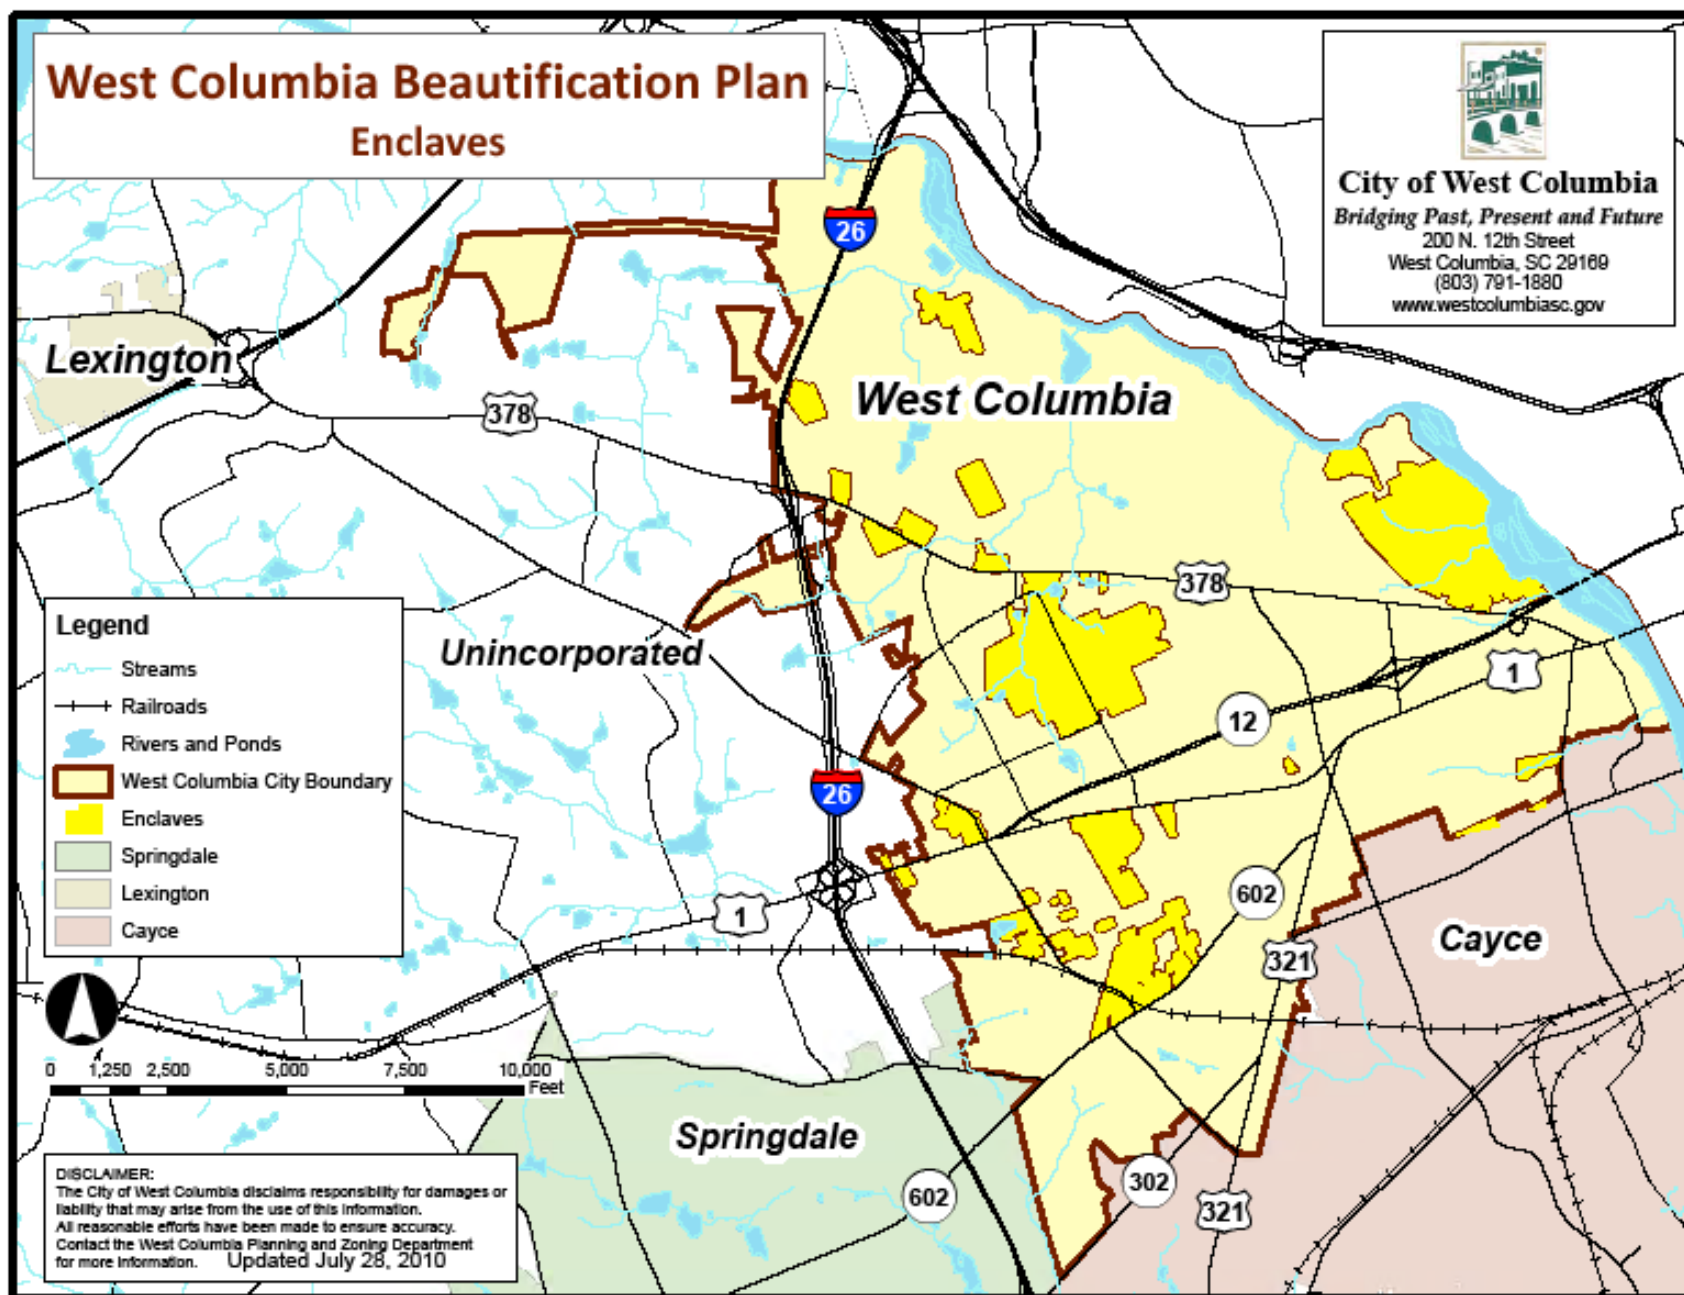 West Columbia Beautification Plan
Enclaves
City of West Columbia
Bridging Past, Present and Future
200 N. 12th Street
West Columbia, SC 29169
(803) 791-1880
www.westcolumbiasc.gov
26
Lexington
378
West Columbia
378
Unincorporated
1
12
26
602
1
321
Cayce
Springdale
602
302
321
Legend
Streams
Railroads
Rivers and Ponds
West Columbia City Boundary
Enclaves
Springdale
Lexington
Cayce
0 1,250 2,500 5,000 7,500 10,000
Feet
DISCLAIMER:
The City of West Columbia disclaims responsibility for damages or
liability that may arise from the use of this information.
All reasonable efforts have been made to ensure accuracy.
Contact the West Columbia Planning and Zoning Department
for more information. Updated July 28, 2010